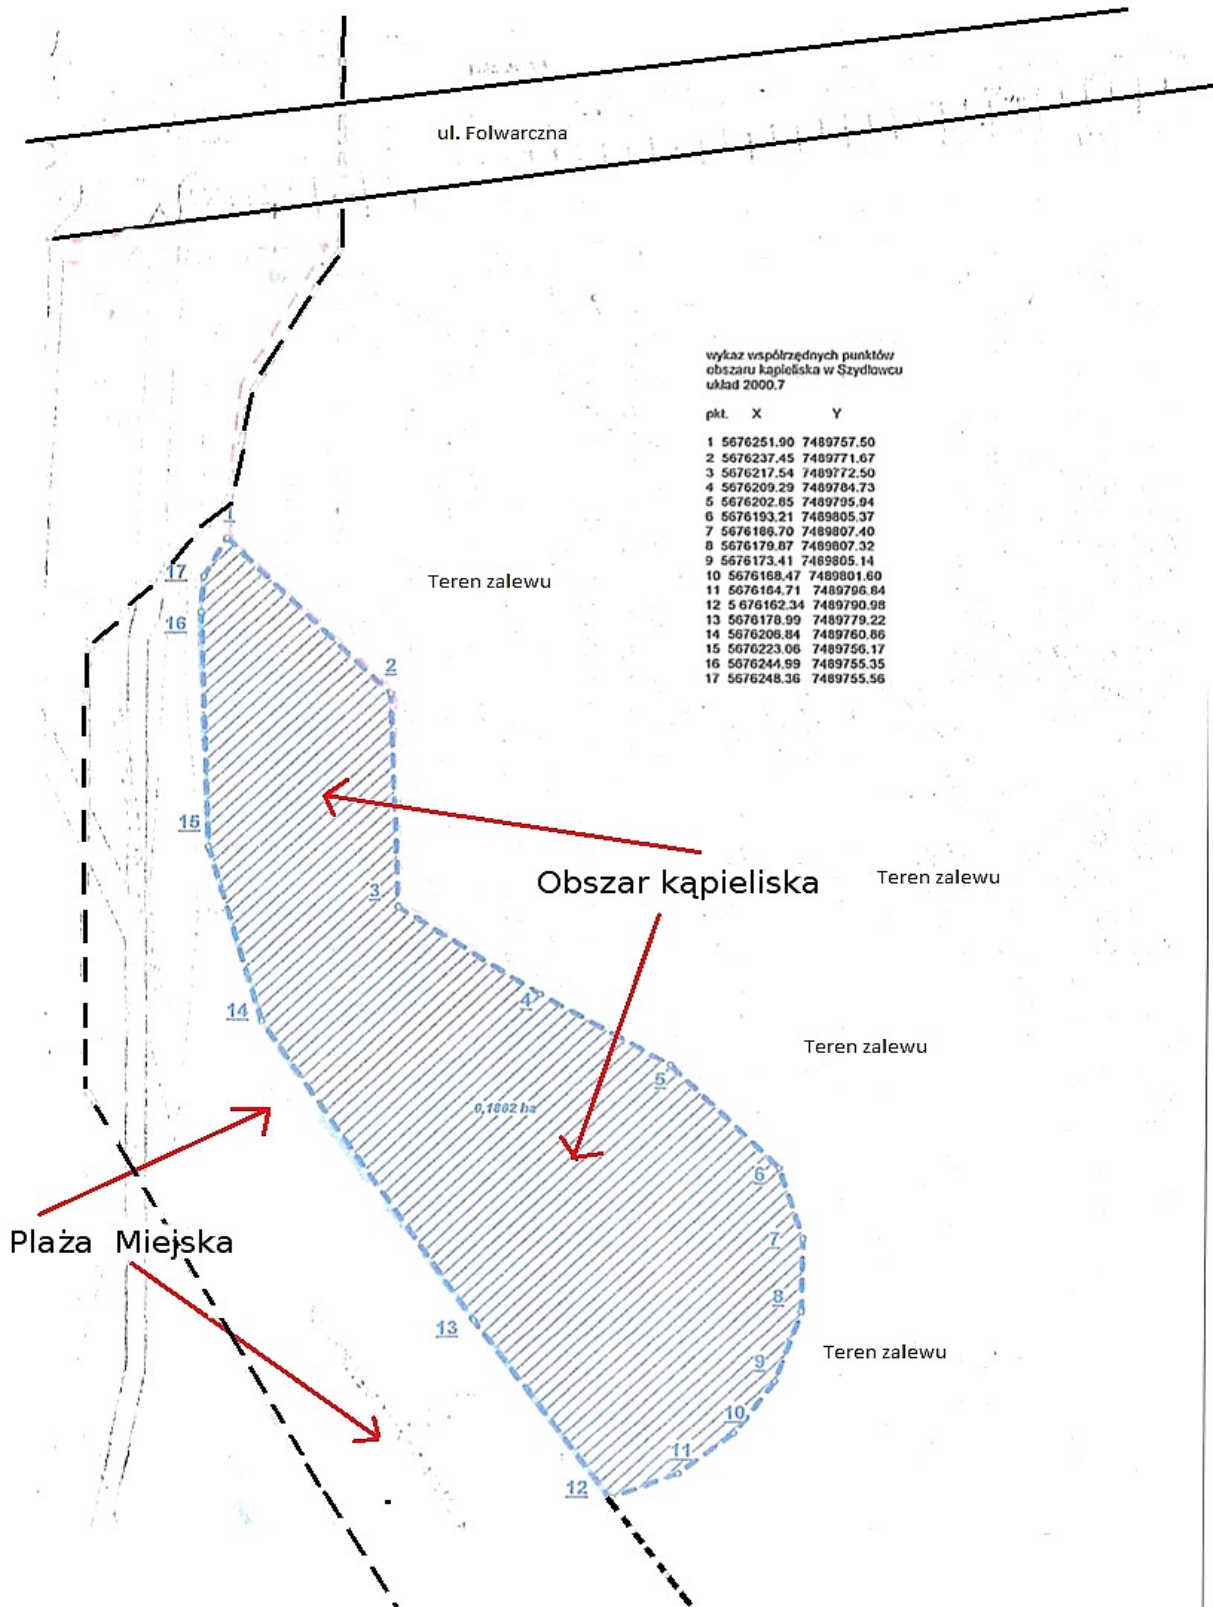 ul. Folwarczna
wykaz współrzędnych punktów
obszaru kąpieliska w Szydłowcu
układ 2000.7
pkt. X Y
1 5676251.90 7489757.50
2 5676237.45 7489771.67
3 5676217.54 7489772.50
4 5676209.29 7489784.73
5 5676202.85 7489795.94
6 5676193.21 7489805.37
7 5676186.70 7489807.40
8 5676179.87 7489807.32
9 5676173.41 7489805.14
10 5676168.47 7489801.60
11 5676164.71 7489796.84
12 5 676162.34 7489790.98
13 5676178.99 7489779.22
14 5676206.84 7489760.86
15 5676223.06 7489756.17
16 5676244.99 7489755.35
17 5676248.36 7489755.56
1
17
Teren zalewu
16
2
15
Obszar kąpieliska
Teren zalewu
3
4
14
Teren zalewu
5
0,1882 ha
6
Plaża Miejska
7
8
13
Teren zalewu
9
10
11
12